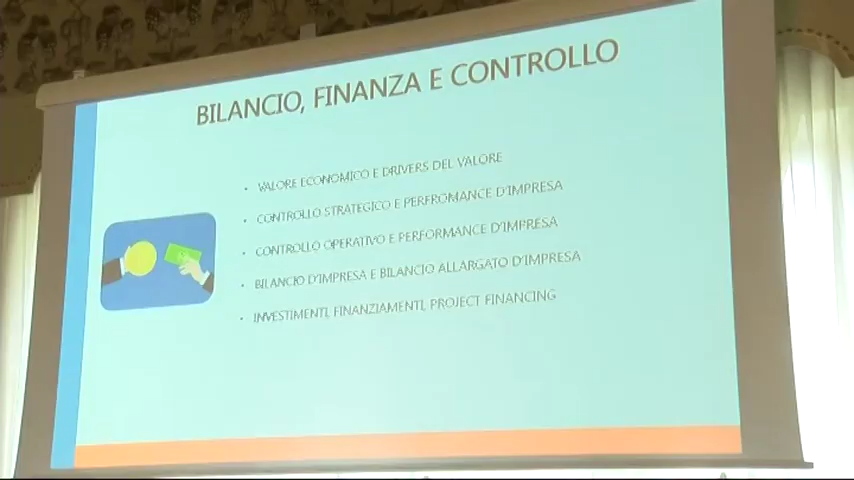 BILANCIO, FINANZA E CONTROLLO
• VALORE ECONOMICO E DRIVERS DEL VALORE
• CONTROLLO STRATEGICO E PERFROMANCE D'IMPRESA
• CONTROLLO OPERATIVO E PERFORMANCE D'IMPRESA
• BILANCIO D'IMPRESA E BILANCIO ALLARGATO D'IMPRESA
• INVESTIMENTI, FINANZIAMENTI, PROJECT FINANCING